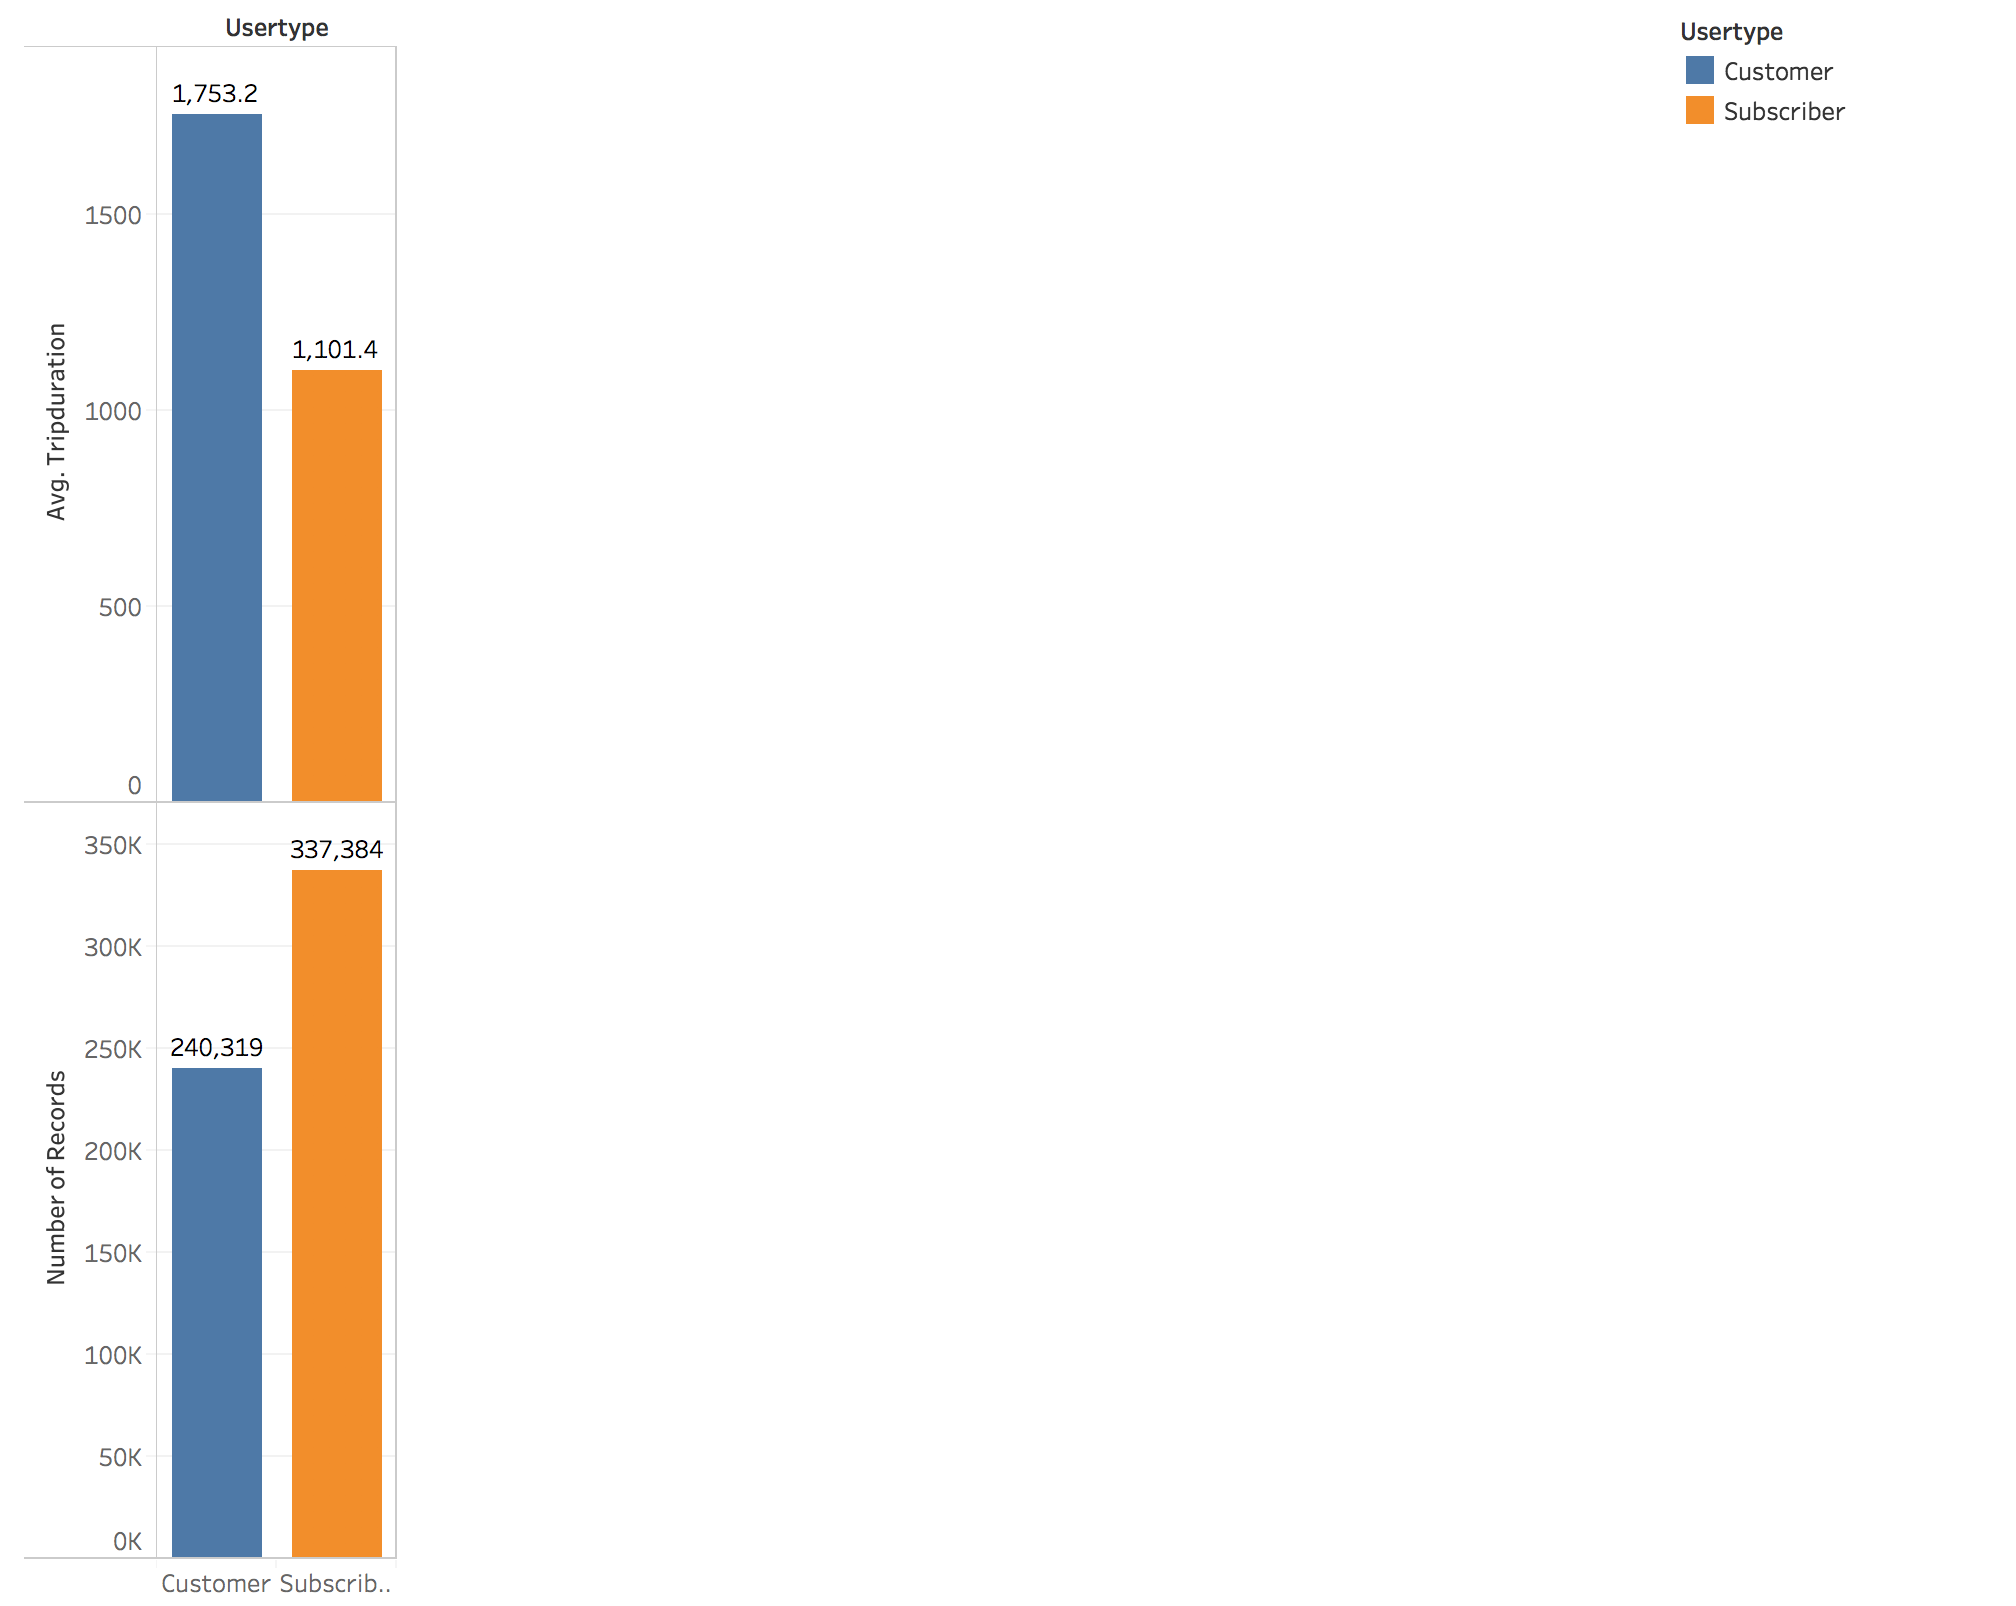 Usertype
1,753.2
1500
1,101.4
1000
500
0
Avg. Tripduration
350K
337,384
300K
250K
240,319
200K
150K
100K
50K
0K
Number of Records
Customer
Subscrib..
Usertype
Customer
Subscriber